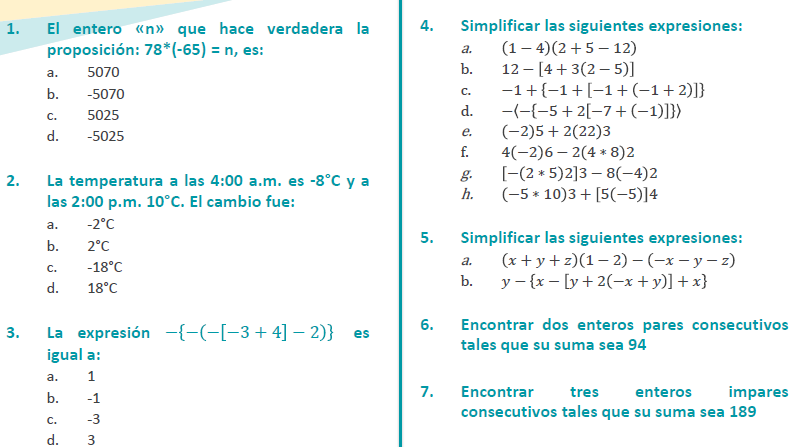 1. El entero «n» que hace verdadera la
proposición: 78*(-65) = n, es:
a. 5070
b. -5070
c. 5025
d. -5025
2. La temperatura a las 4:00 a.m. es -8°C y a
las 2:00 p.m. 10°C. El cambio fue:
a. -2°C
b. 2°C
c. -18°C
d. 18°C
3. La expresión −{−(−[−3 + 4] − 2)} es
igual a:
a. 1
b. -1
c. -3
d. 3
4. Simplificar las siguientes expresiones:
a. (1 − 4)(2 + 5 − 12)
b. 12 − [4 + 3(2 − 5)]
c. −1 + {−1 + [−1 + (−1 + 2)]}
d. −⟨−{−5 + 2[−7 + (−1)]}⟩
e. (−2)5 + 2(22)3
f. 4(−2)6 − 2(4 ∗ 8)2
g. [−(2 ∗ 5)2]3 − 8(−4)2
h. (−5 ∗ 10)3 + [5(−5)]4
5. Simplificar las siguientes expresiones:
a. (x + y + z)(1 − 2) − (−x − y − z)
b. y − {x − [y + 2(−x + y)] + x}
6. Encontrar dos enteros pares consecutivos
tales que su suma sea 94
7. Encontrar tres enteros impares
consecutivos tales que su suma sea 189